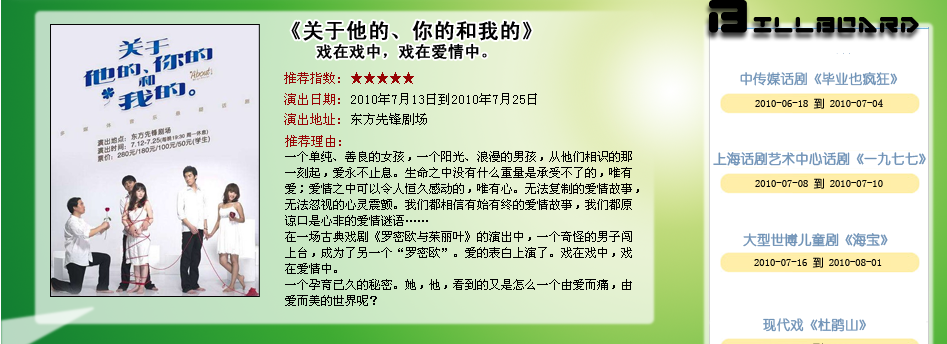 《关于他的、你的和我的》
戏在戏中，戏在爱情中。
推荐指数：★★★★★
演出日期：2010年7月13日到2010年7月25日
演出地址：东方先锋剧场
推荐理由：
一个单纯、善良的女孩，一个阳光、浪漫的男孩，从他们相识的那
一刻起，爱永不止息。生命之中没有什么重量是承受不了的，唯有
爱；爱情之中可以令人恒久感动的，唯有心。无法复制的爱情故事，
无法忽视的心灵震颤。我们都相信有始有终的爱情故事，我们都原
谅口是心非的爱情谜语……
在一场古典戏剧《罗密欧与茱丽叶》的演出中，一个奇怪的男子闯
上台，成为了另一个“罗密欧”。爱的表白上演了。戏在戏中，戏
在爱情中。
一个孕育已久的秘密。她，他，看到的又是怎么一个由爱而痛，由
爱而美的世界呢？
关于
他的、你的
和
About:
我的。
多媒体音乐浪漫话剧
演出地点：东方先锋剧场
演出时间：7.12-7.25(每晚19:30 周一休息)
票价：280元/180元/100元/50元(学生)
BILLBOARD
中传媒话剧《毕业也疯狂》
2010-06-18 到 2010-07-04
上海话剧艺术中心话剧《一九七七》
2010-07-08 到 2010-07-10
大型世博儿童剧《海宝》
2010-07-16 到 2010-08-01
现代戏《杜鹃山》